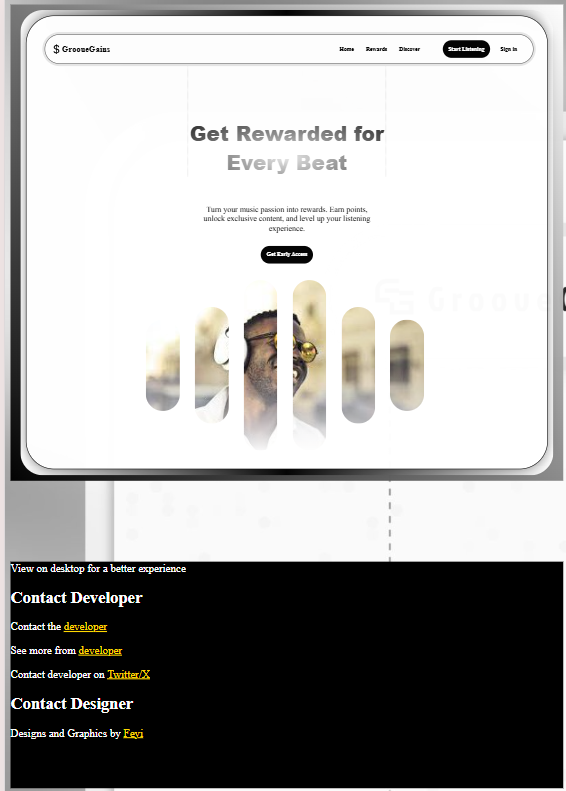 $ GrooveGains
Home Rewards Discover Start Listening Sign in
Get Rewarded for
Every Beat
Turn your music passion into rewards. Earn points,
unlock exclusive content, and level up your listening
experience.
Get Early Access
Groove
View on desktop for a better experience
Contact Developer
Contact the developer
See more from developer
Contact developer on Twitter/X
Contact Designer
Designs and Graphics by Feyi